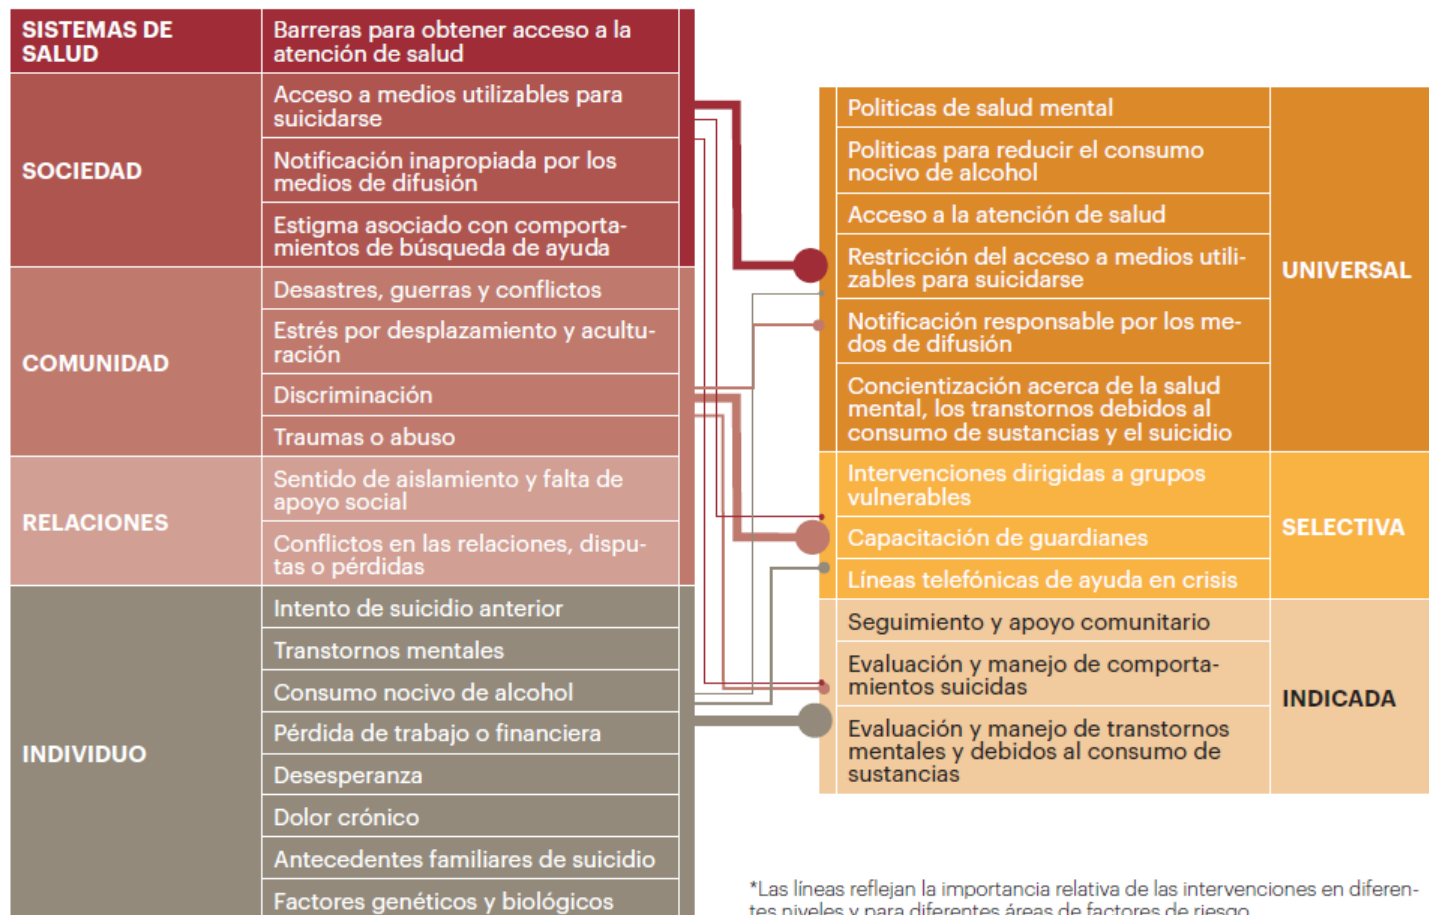 SISTEMAS DE
SALUD
Barreras para obtener acceso a la
atención de salud
SOCIEDAD
Acceso a medios utilizables para
suicidarse
Notificación inapropiada por los
medios de difusión
Estigma asociado con comporta-
mientos de búsqueda de ayuda
COMUNIDAD
Desastres, guerras y conflictos
Estrés por desplazamiento y acultu-
ración
Discriminación
Traumas o abuso
RELACIONES
Sentido de aislamiento y falta de
apoyo social
Conflictos en las relaciones, dispu-
tas o pérdidas
INDIVIDUO
Intento de suicidio anterior
Transtornos mentales
Consumo nocivo de alcohol
Pérdida de trabajo o financiera
Desesperanza
Dolor crónico
Antecedentes familiares de suicidio
Factores genéticos y biológicos
Politicas de salud mental
Politicas para reducir el consumo
nocivo de alcohol
Acceso a la atención de salud
Restricción del acceso a medios utili-
zables para suicidarse
Notificación responsable por los me-
dos de difusión
Concientización acerca de la salud
mental, los transtornos debidos al
consumo de sustancias y el suicidio
UNIVERSAL
Intervenciones dirigidas a grupos
vulnerables
Capacitación de guardianes
Líneas telefónicas de ayuda en crisis
SELECTIVA
Seguimiento y apoyo comunitario
Evaluación y manejo de comporta-
mientos suicidas
Evaluación y manejo de transtornos
mentales y debidos al consumo de
sustancias
INDICADA
*Las líneas reflejan la importancia relativa de las intervenciones en diferen-
tes niveles y para diferentes áreas de factores de riesgo